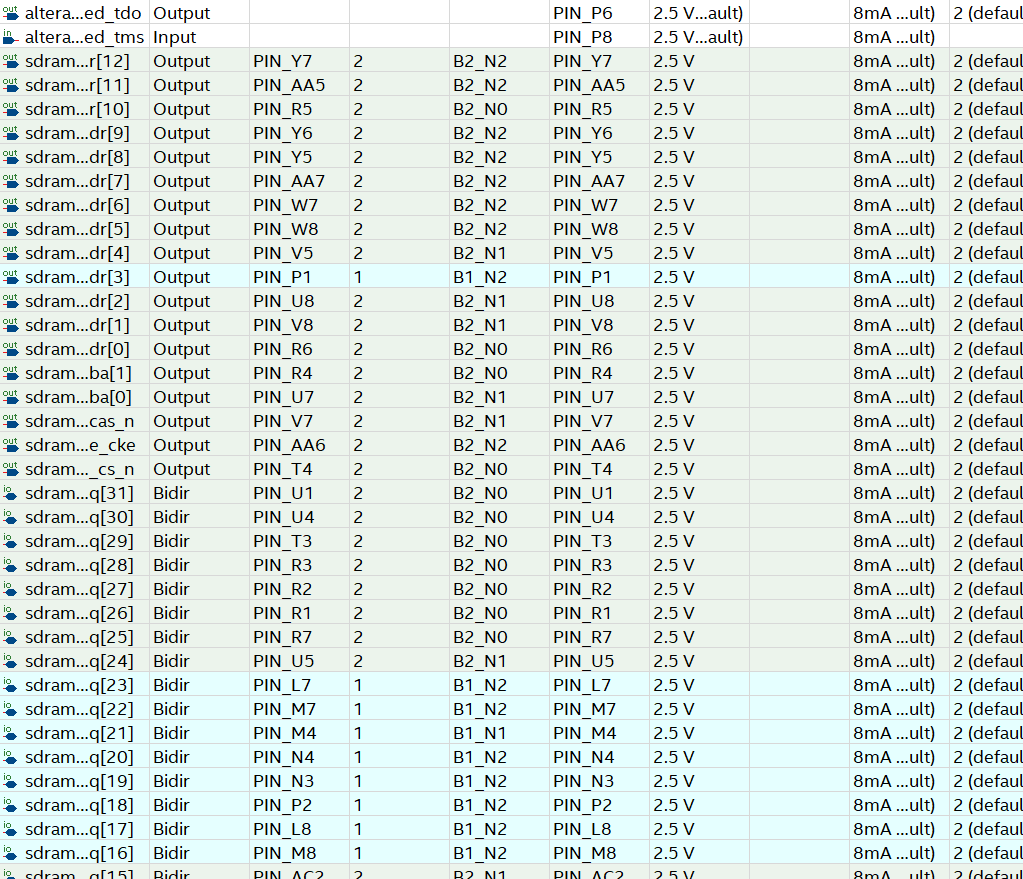 out altera...ed_tdo Output PIN_P6 2.5 V...ault) 8mA ...ult) 2 (defaul
in altera...ed_tms Input PIN_P8 2.5 V...ault) 8mA ...ult)
out sdram...r[12] Output PIN_Y7 2 B2_N2 PIN_Y7 2.5 V 8mA ...ult) 2 (defaul
out sdram...r[11] Output PIN_AA5 2 B2_N2 PIN_AA5 2.5 V 8mA ...ult) 2 (defaul
out sdram...r[10] Output PIN_R5 2 B2_N0 PIN_R5 2.5 V 8mA ...ult) 2 (defaul
out sdram...dr[9] Output PIN_Y6 2 B2_N2 PIN_Y6 2.5 V 8mA ...ult) 2 (defaul
out sdram...dr[8] Output PIN_Y5 2 B2_N2 PIN_Y5 2.5 V 8mA ...ult) 2 (defaul
out sdram...dr[7] Output PIN_AA7 2 B2_N2 PIN_AA7 2.5 V 8mA ...ult) 2 (defaul
out sdram...dr[6] Output PIN_W7 2 B2_N2 PIN_W7 2.5 V 8mA ...ult) 2 (defaul
out sdram...dr[5] Output PIN_W8 2 B2_N2 PIN_W8 2.5 V 8mA ...ult) 2 (defaul
out sdram...dr[4] Output PIN_V5 2 B2_N1 PIN_V5 2.5 V 8mA ...ult) 2 (defaul
out sdram...dr[3] Output PIN_P1 1 B1_N2 PIN_P1 2.5 V 8mA ...ult) 2 (defaul
out sdram...dr[2] Output PIN_U8 2 B2_N1 PIN_U8 2.5 V 8mA ...ult) 2 (defaul
out sdram...dr[1] Output PIN_V8 2 B2_N1 PIN_V8 2.5 V 8mA ...ult) 2 (defaul
out sdram...dr[0] Output PIN_R6 2 B2_N0 PIN_R6 2.5 V 8mA ...ult) 2 (defaul
out sdram...ba[1] Output PIN_R4 2 B2_N0 PIN_R4 2.5 V 8mA ...ult) 2 (defaul
out sdram...ba[0] Output PIN_U7 2 B2_N1 PIN_U7 2.5 V 8mA ...ult) 2 (defaul
out sdram...cas_n Output PIN_V7 2 B2_N1 PIN_V7 2.5 V 8mA ...ult) 2 (defaul
out sdram...e_cke Output PIN_AA6 2 B2_N2 PIN_AA6 2.5 V 8mA ...ult) 2 (defaul
out sdram..._cs_n Output PIN_T4 2 B2_N0 PIN_T4 2.5 V 8mA ...ult) 2 (defaul
io sdram...q[31] Bidir PIN_U1 2 B2_N0 PIN_U1 2.5 V 8mA ...ult) 2 (defaul
io sdram...q[30] Bidir PIN_U4 2 B2_N0 PIN_U4 2.5 V 8mA ...ult) 2 (defaul
io sdram...q[29] Bidir PIN_T3 2 B2_N0 PIN_T3 2.5 V 8mA ...ult) 2 (defaul
io sdram...q[28] Bidir PIN_R3 2 B2_N0 PIN_R3 2.5 V 8mA ...ult) 2 (defaul
io sdram...q[27] Bidir PIN_R2 2 B2_N0 PIN_R2 2.5 V 8mA ...ult) 2 (defaul
io sdram...q[26] Bidir PIN_R1 2 B2_N0 PIN_R1 2.5 V 8mA ...ult) 2 (defaul
io sdram...q[25] Bidir PIN_R7 2 B2_N0 PIN_R7 2.5 V 8mA ...ult) 2 (defaul
io sdram...q[24] Bidir PIN_U5 2 B2_N1 PIN_U5 2.5 V 8mA ...ult) 2 (defaul
io sdram...q[23] Bidir PIN_L7 1 B1_N2 PIN_L7 2.5 V 8mA ...ult) 2 (defaul
io sdram...q[22] Bidir PIN_M7 1 B1_N2 PIN_M7 2.5 V 8mA ...ult) 2 (defaul
io sdram...q[21] Bidir PIN_M4 1 B1_N1 PIN_M4 2.5 V 8mA ...ult) 2 (defaul
io sdram...q[20] Bidir PIN_N4 1 B1_N2 PIN_N4 2.5 V 8mA ...ult) 2 (defaul
io sdram...q[19] Bidir PIN_N3 1 B1_N2 PIN_N3 2.5 V 8mA ...ult) 2 (defaul
io sdram...q[18] Bidir PIN_P2 1 B1_N2 PIN_P2 2.5 V 8mA ...ult) 2 (defaul
io sdram...q[17] Bidir PIN_L8 1 B1_N2 PIN_L8 2.5 V 8mA ...ult) 2 (defaul
io sdram...q[16] Bidir PIN_M8 1 B1_N2 PIN_M8 2.5 V 8mA ...ult) 2 (defaul
io sdram...q[15] Bidir PIN_AC2 2 B2_N1 PIN_AC2 2.5 V 8mA ...ult) 2 (defaul